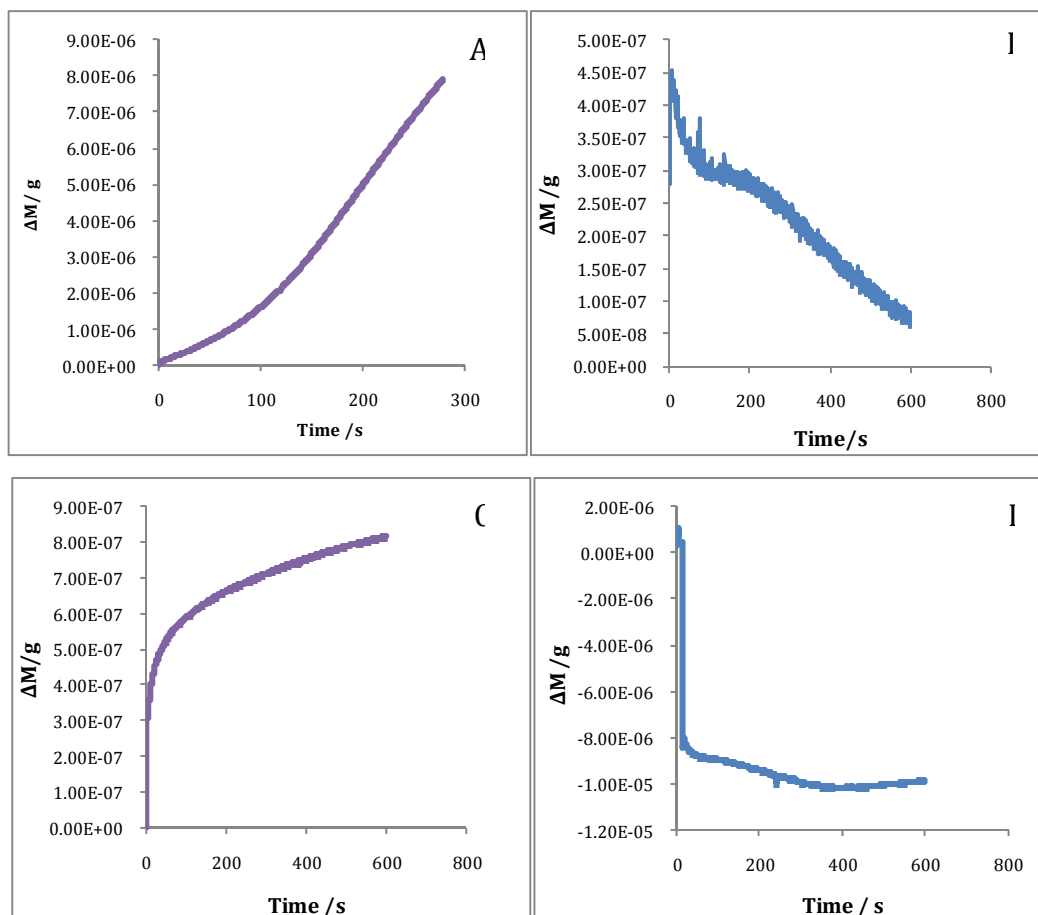 A
9.00E-06
8.00E-06
7.00E-06
6.00E-06
5.00E-06
4.00E-06
3.00E-06
2.00E-06
1.00E-06
0.00E+00
ΔM/ g
0 100 200 300
Time /s
5.00E-07
4.50E-07
4.00E-07
3.50E-07
3.00E-07
2.50E-07
2.00E-07
1.50E-07
1.00E-07
5.00E-08
0.00E+00
ΔM /g
0 200 400 600 800
Time/s
9.00E-07
8.00E-07
7.00E-07
6.00E-07
5.00E-07
4.00E-07
3.00E-07
2.00E-07
1.00E-07
0.00E+00
ΔM/g
0 200 400 600 800
Time /s
2.00E-06
0.00E+00
-2.00E-06
-4.00E-06
-6.00E-06
-8.00E-06
-1.00E-05
-1.20E-05
ΔM /g
0 200 400 600 800
Time /s